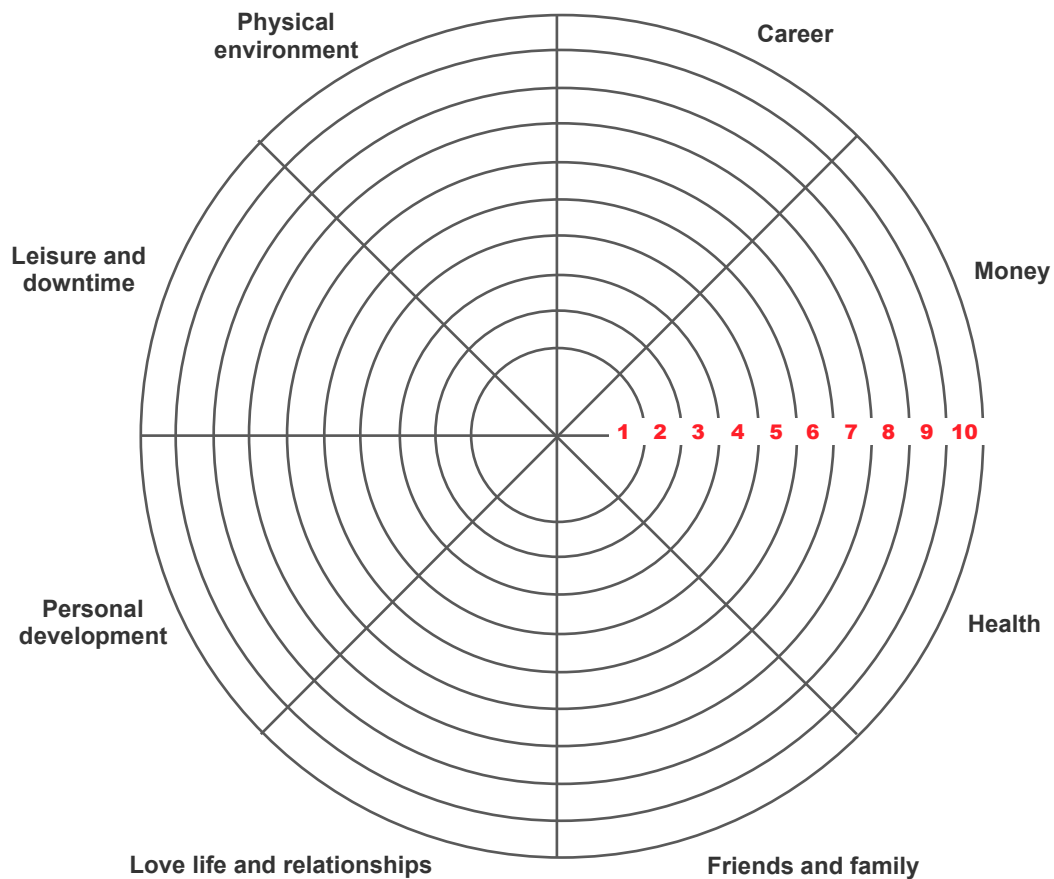 Physical
environment
Career
Leisure and
downtime
Money
1 2 3 4 5 6 7 8 9 10
Personal
development
Health
Love life and relationships
Friends and family